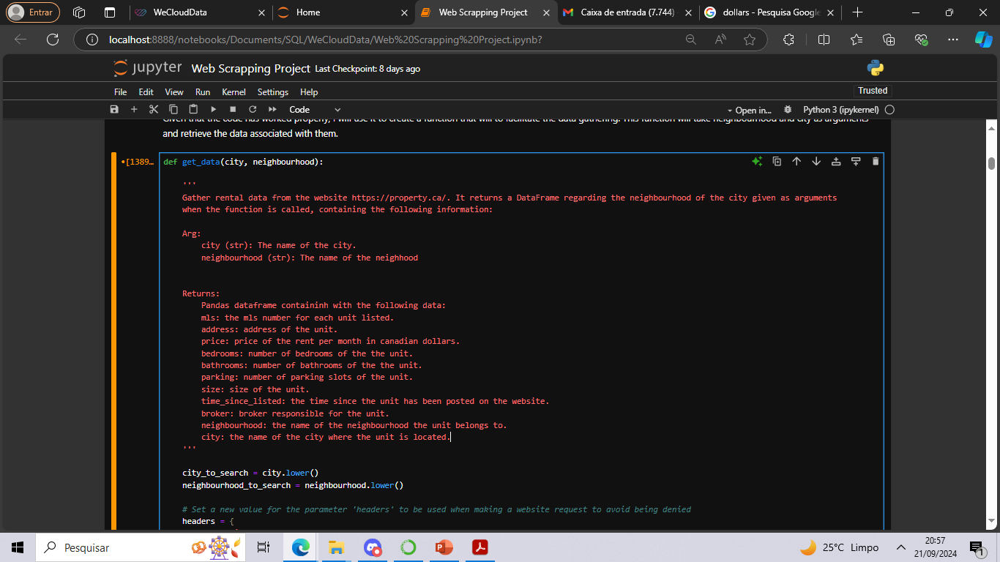 Entrar
WeCloudData
Home
Web Scrapping Project
Caixa de entrada (7.744)
dollars - Pesquisa Google
localhost:8888/notebooks/Documents/SQL/WeCloudData/Web%20Scrapping%20Project.ipynb?
jupyter Web Scrapping Project Last Checkpoint: 8 days ago
File Edit View Run Kernel Settings Help
Trusted
Code
Open in...
Python 3 (ipykernel)
Given that the code has worked properly, I will use it to create a function that will to facilitate the data gathering. This function will take neighbourhood and city as arguments
and retrieve the data associated with them.
[1389…
def get_data(city, neighbourhood):
'''
Gather rental data from the website https://property.ca/. It returns a DataFrame regarding the neighbourhood of the city given as arguments
when the function is called, containing the following information:
Arg:
city (str): The name of the city.
neighbourhood (str): The name of the neighhood
Returns:
Pandas dataframe containinh with the following data:
mls: the mls number for each unit listed.
address: address of the unit.
price: price of the rent per month in canadian dollars.
bedrooms: number of bedrooms of the the unit.
bathrooms: number of bathrooms of the the unit.
parking: number of parking slots of the unit.
size: size of the unit.
time_since_listed: the time since the unit has been posted on the website.
broker: broker responsible for the unit.
neighbourhood: the name of the neighbourhood the unit belongs to.
city: the name of the city where the unit is located.
'''
city_to_search = city.lower()
neighbourhood_to_search = neighbourhood.lower()
# Set a new value for the parameter 'headers' to be used when making a website request to avoid being denied
headers = {
Pesquisar
25°C Limpo
20:57
21/09/2024
1